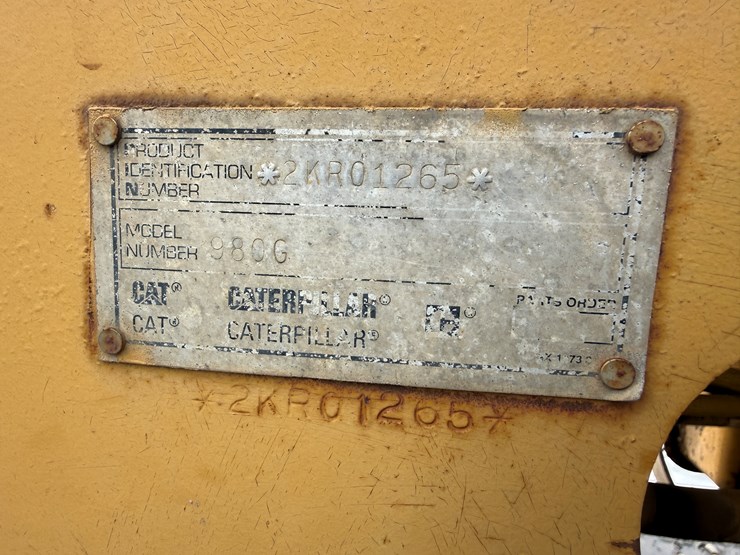 PRODUCT
IDENTIFICATION *2KR01265*
NUMBER
MODEL
NUMBER 980G
CAT® CATERPILLAR® ®
CAT® CATERPILLAR®
PARTS ORDER
*2KR01265*